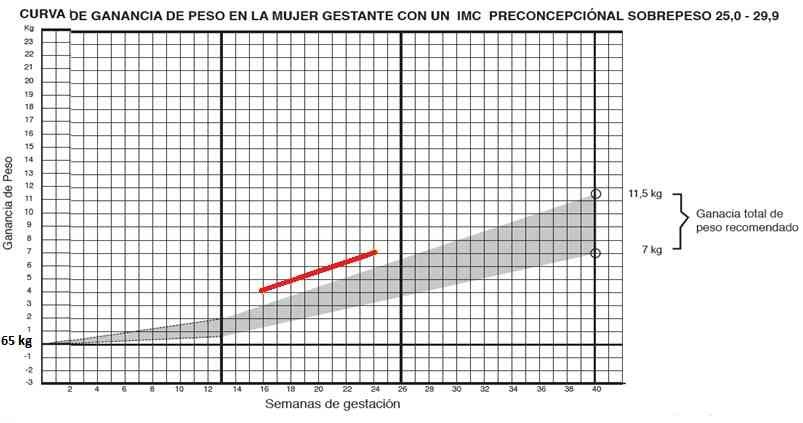 CURVA DE GANANCIA DE PESO EN LA MUJER GESTANTE CON UN IMC PRECONCEPCIÓNAL SOBREPESO 25,0 - 29,9
Kg
23
22
21
20
19
18
17
16
15
14
13
12
11
10
9
8
7
6
5
4
3
2
1
65 kg
-1
-2
-3
Ganancia de Peso
2 4 6 8 10 12 14 16 18 20 22 24 26 28 30 32 34 36 38 40
Semanas de gestación
11,5 kg
Ganacia total de
peso recomendado
7 kg